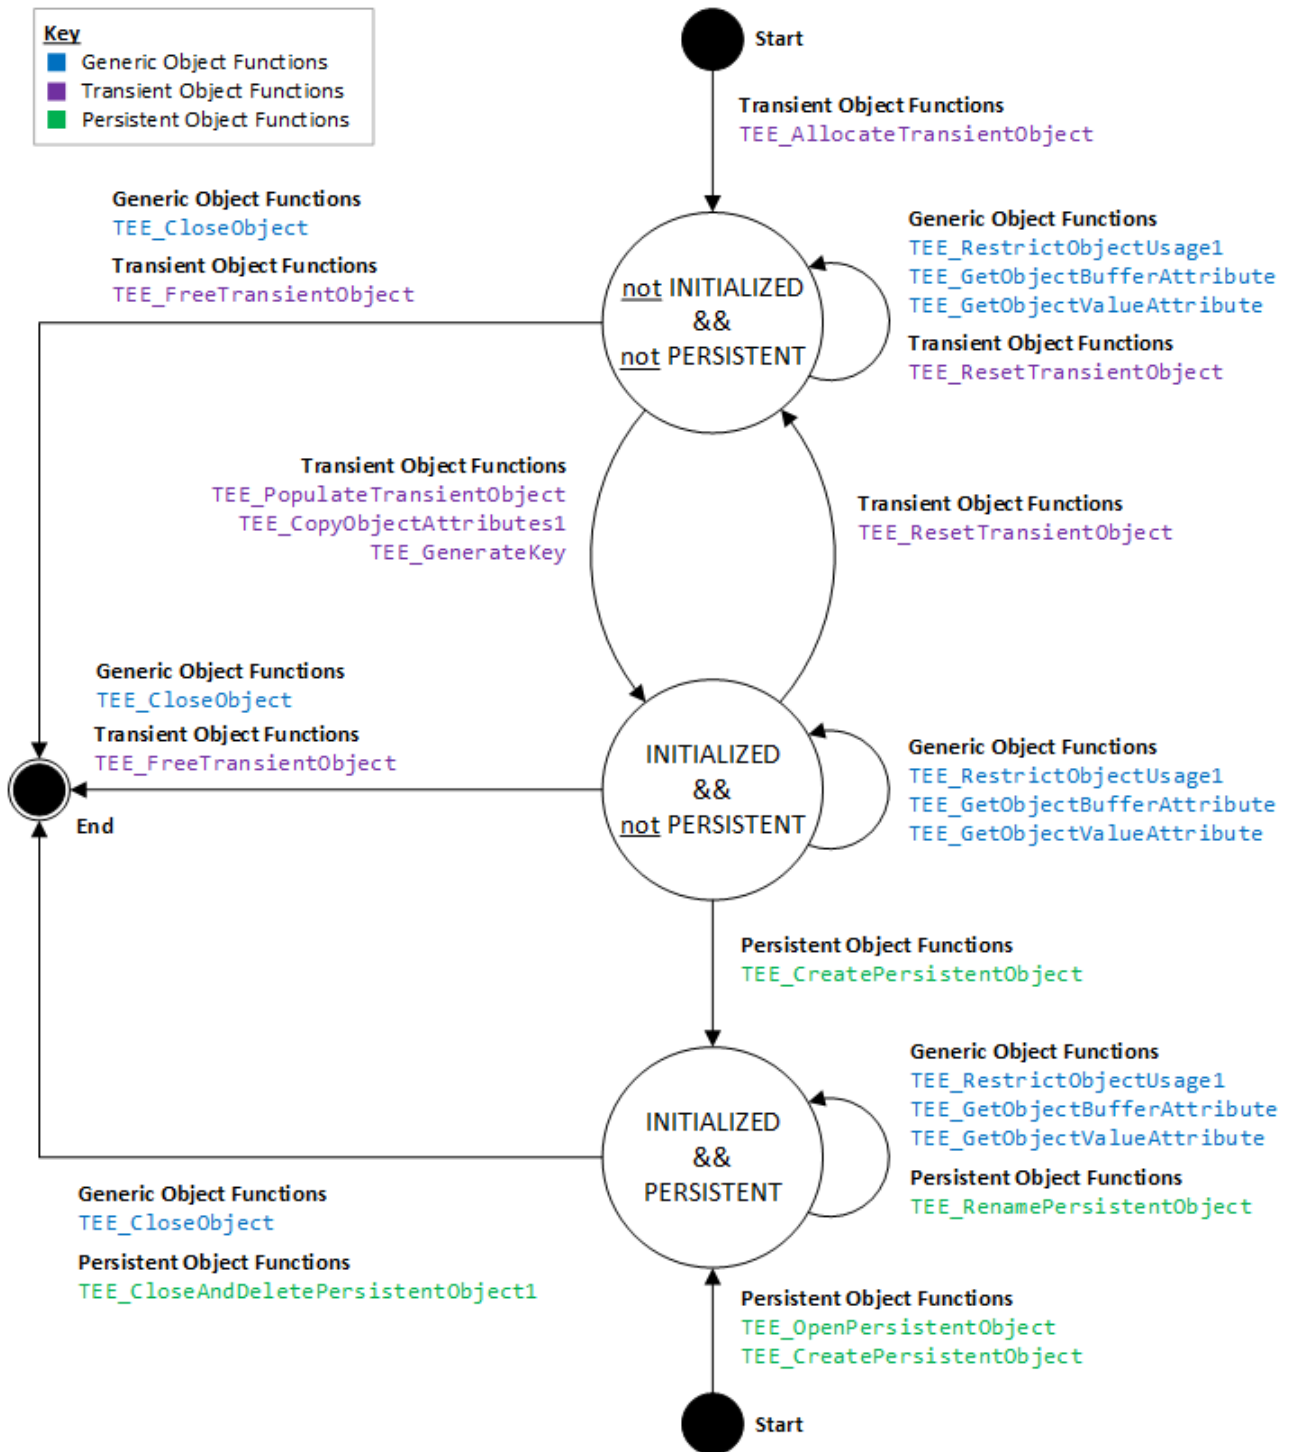 Key
Generic Object Functions
Transient Object Functions
Persistent Object Functions
Start
Transient Object Functions
TEE_AllocateTransientObject
Generic Object Functions
TEE_CloseObject
Transient Object Functions
TEE_FreeTransientObject
not INITIALIZED
&&
not PERSISTENT
Generic Object Functions
TEE_RestrictObjectUsage1
TEE_GetObjectBufferAttribute
TEE_GetObjectValueAttribute
Transient Object Functions
TEE_ResetTransientObject
Transient Object Functions
TEE_PopulateTransientObject
TEE_CopyObjectAttributes1
TEE_GenerateKey
Transient Object Functions
TEE_ResetTransientObject
Generic Object Functions
TEE_CloseObject
Transient Object Functions
TEE_FreeTransientObject
End
INITIALIZED
&&
not PERSISTENT
Generic Object Functions
TEE_RestrictObjectUsage1
TEE_GetObjectBufferAttribute
TEE_GetObjectValueAttribute
Persistent Object Functions
TEE_CreatePersistentObject
INITIALIZED
&&
PERSISTENT
Generic Object Functions
TEE_RestrictObjectUsage1
TEE_GetObjectBufferAttribute
TEE_GetObjectValueAttribute
Persistent Object Functions
TEE_RenamePersistentObject
Generic Object Functions
TEE_CloseObject
Persistent Object Functions
TEE_CloseAndDeletePersistentObject1
Persistent Object Functions
TEE_OpenPersistentObject
TEE_CreatePersistentObject
Start